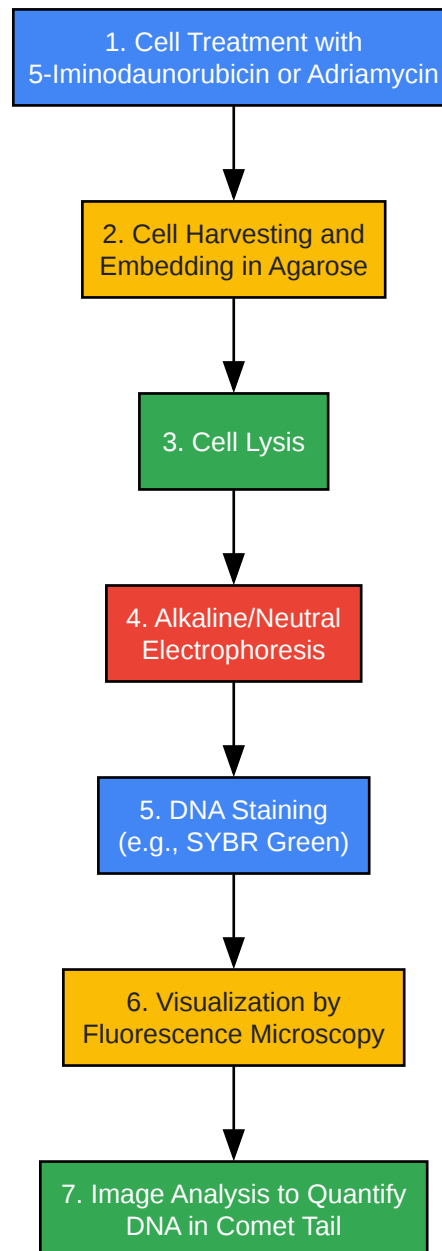 1. Cell Treatment with
5-Iminodaunorubicin or Adriamycin
2. Cell Harvesting and
Embedding in Agarose
3. Cell Lysis
4. Alkaline/Neutral
Electrophoresis
5. DNA Staining
(e.g., SYBR Green)
6. Visualization by
Fluorescence Microscopy
7. Image Analysis to Quantify
DNA in Comet Tail